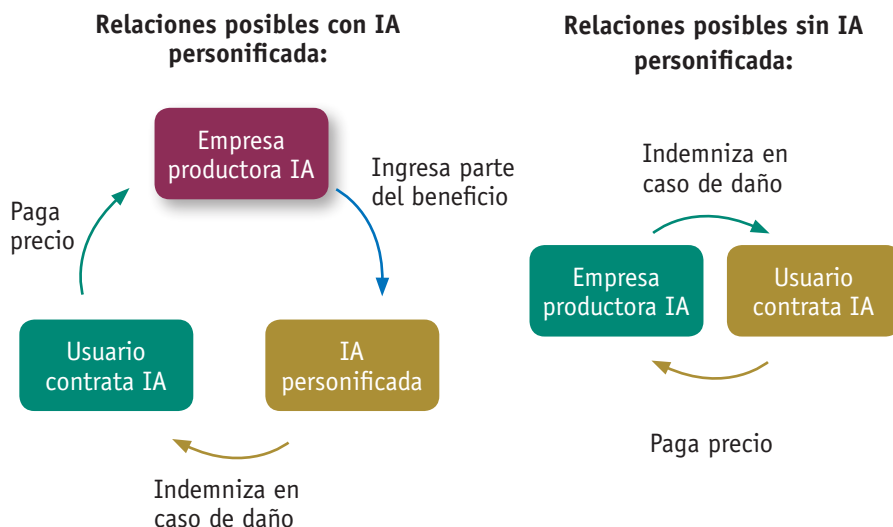 Relaciones posibles con IA
personificada:
Empresa
productora IA
Ingresa parte
del beneficio
Paga
precio
Usuario
contrata IA
IA
personificada
Indemniza en
caso de daño
Relaciones posibles sin IA
personificada:
Indemniza en
caso de daño
Empresa
productora IA
Usuario
contrata IA
Paga precio